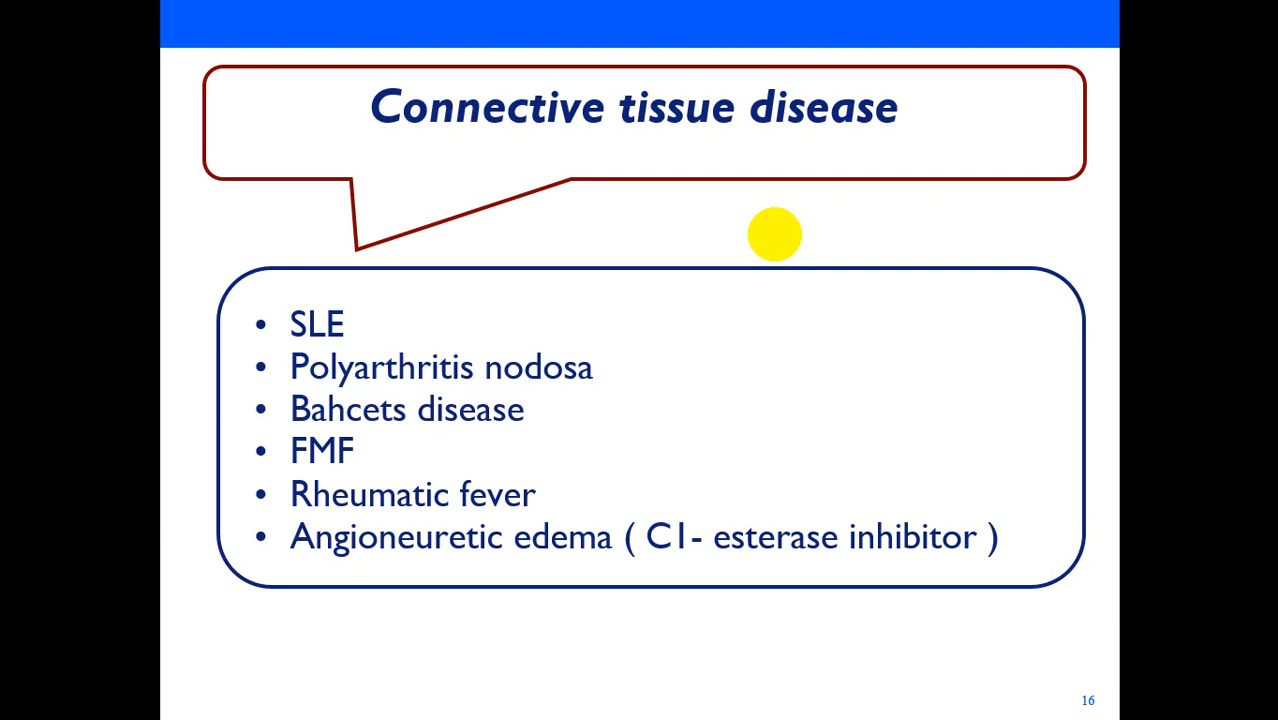 Connective tissue disease
• SLE
• Polyarthritis nodosa
• Bahcets disease
• FMF
• Rheumatic fever
• Angioneuretic edema ( C1- esterase inhibitor )
16